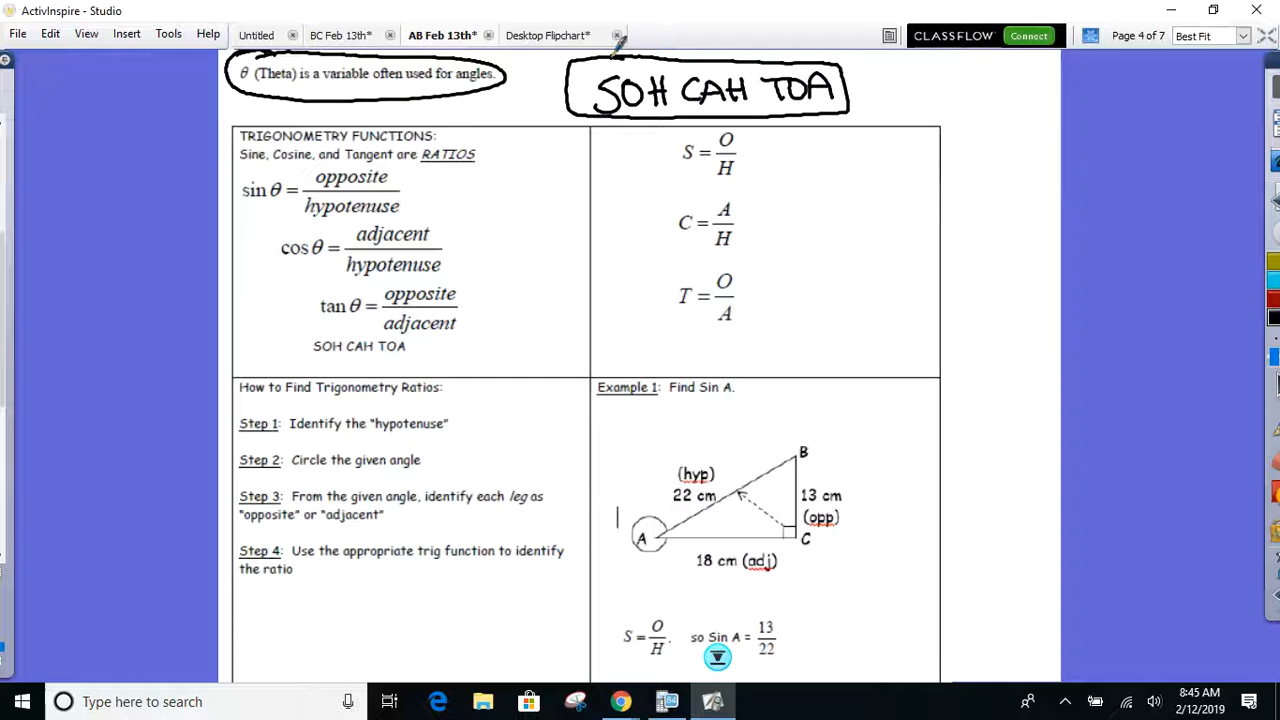 ActivInspire - Studio
File Edit View Insert Tools Help
Untitled BC Feb 13th* AB Feb 13th* Desktop Flipchart*
CLASSFLOW Connect Page 4 of 7 Best Fit
θ (Theta) is a variable often used for angles.
SOH CAH TOA
TRIGONOMETRY FUNCTIONS:
Sine, Cosine, and Tangent are RATIOS
sin θ = opposite / hypotenuse
cos θ = adjacent / hypotenuse
tan θ = opposite / adjacent
SOH CAH TOA
S = O / H
C = A / H
T = O / A
How to Find Trigonometry Ratios:
Step 1: Identify the "hypotenuse"
Step 2: Circle the given angle
Step 3: From the given angle, identify each leg as
"opposite" or "adjacent"
Step 4: Use the appropriate trig function to identify
the ratio
Example 1: Find Sin A.
B
(hyp)
22 cm
13 cm
(opp)
A
C
18 cm (adj)
S = O / H. so Sin A = 13 / 22
Type here to search
8:45 AM
2/12/2019